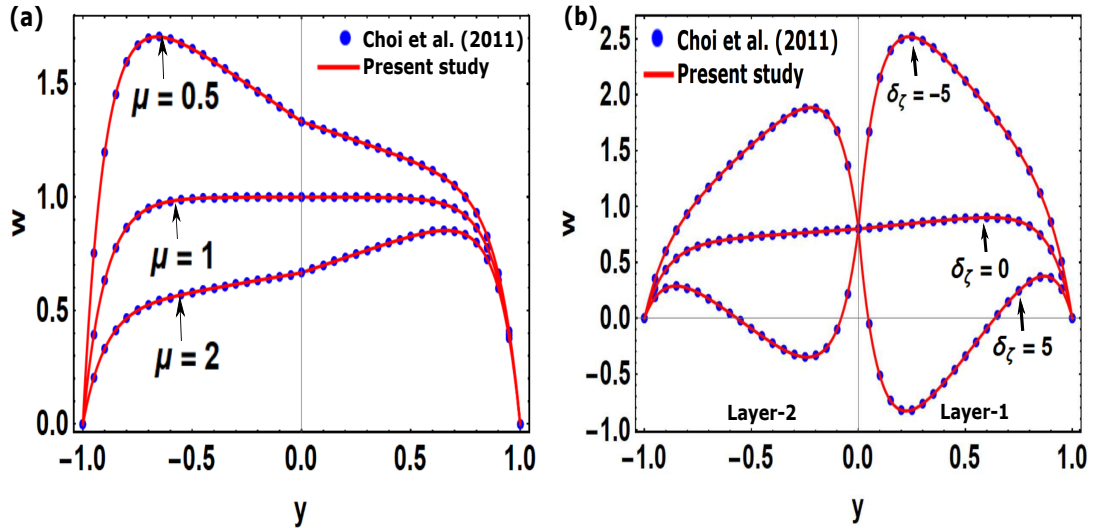 (a)
Choi et al. (2011)
Present study
μ = 0.5
μ = 1
μ = 2
w
1.5
1.0
0.5
0.0
−1.0 −0.5 0.0 0.5 1.0
y
(b)
Choi et al. (2011)
Present study
δζ = −5
δζ = 0
δζ = 5
Layer-2
Layer-1
w
2.5
2.0
1.5
1.0
0.5
0.0
−0.5
−1.0
−1.0 −0.5 0.0 0.5 1.0
y